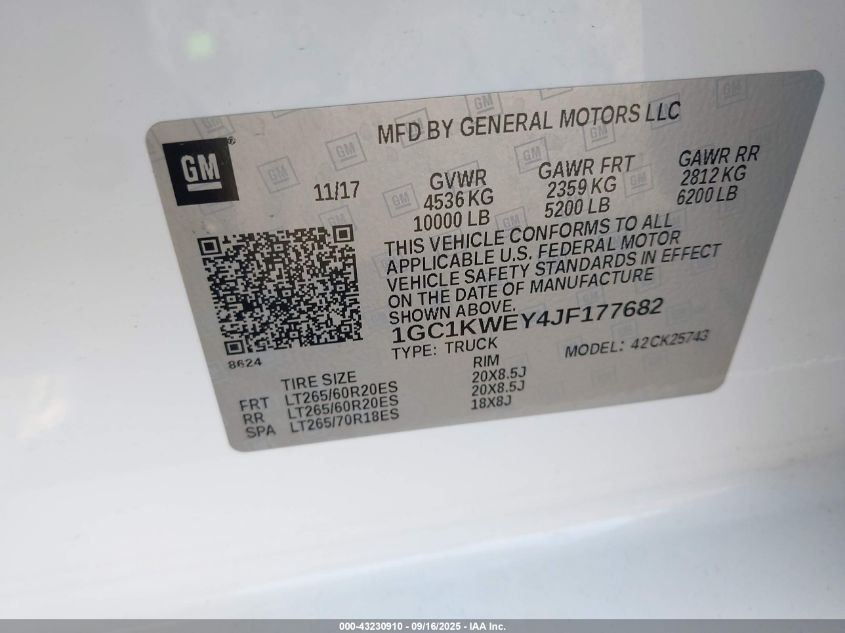 MFD BY GENERAL MOTORS LLC
GM®
11/17
GVWR
4536 KG
10000 LB
GAWR FRT
2359 KG
5200 LB
GAWR RR
2812 KG
6200 LB
THIS VEHICLE CONFORMS TO ALL
APPLICABLE U.S. FEDERAL MOTOR
VEHICLE SAFETY STANDARDS IN EFFECT
ON THE DATE OF MANUFACTURE
SHOWN ABOVE.
1GC1KWEY4JF177682
TYPE: TRUCK
MODEL: 42CK25743
8624
TIRE SIZE RIM
FRT LT265/60R20ES 20X8.5J
RR LT265/60R20ES 20X8.5J
SPA LT265/70R18ES 18X8J
000-43230910 - 09/16/2025 - IAA Inc.